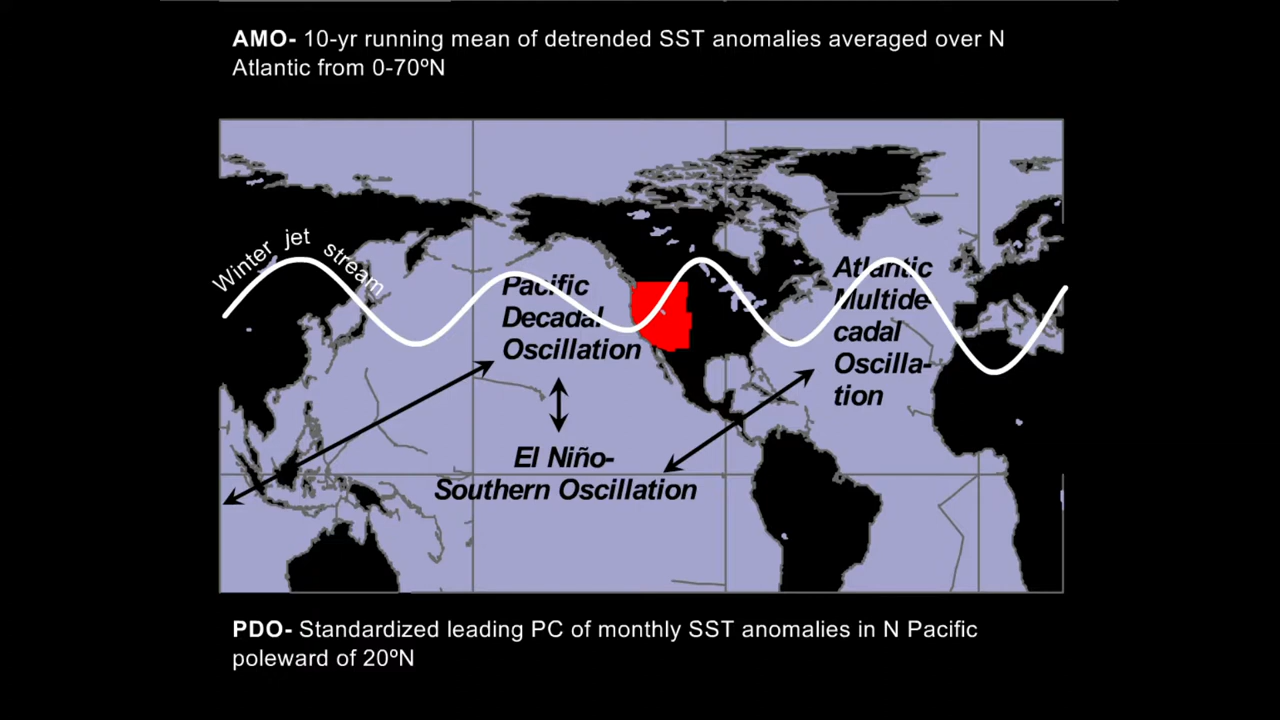 AMO- 10-yr running mean of detrended SST anomalies averaged over N
Atlantic from 0-70ºN
Winter jet stream
Pacific
Decadal
Oscillation
Atlantic
Multide-
cadal
Oscilla-
tion
El Niño-
Southern Oscillation
PDO- Standardized leading PC of monthly SST anomalies in N Pacific
poleward of 20ºN